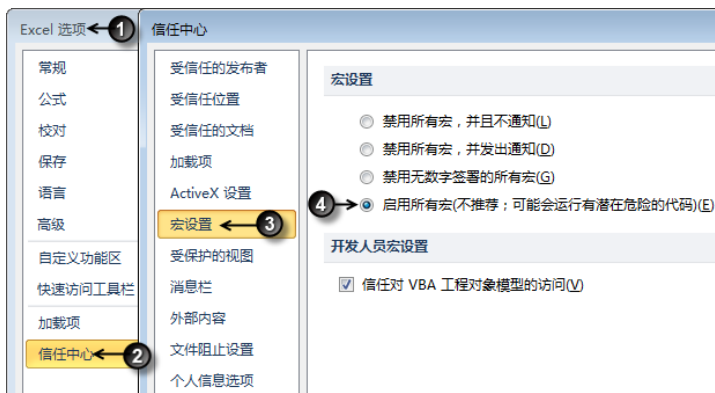 Excel 选项
1
常规
公式
校对
保存
语言
高级
自定义功能区
快速访问工具栏
加载项
信任中心
2
信任中心
受信任的发布者
受信任位置
受信任的文档
加载项
ActiveX 设置
宏设置
3
受保护的视图
消息栏
外部内容
文件阻止设置
个人信息选项
宏设置
禁用所有宏，并且不通知(L)
禁用所有宏，并发出通知(D)
禁用无数字签署的所有宏(G)
4
启用所有宏(不推荐；可能会运行有潜在危险的代码)(E)
开发人员宏设置
信任对 VBA 工程对象模型的访问(V)